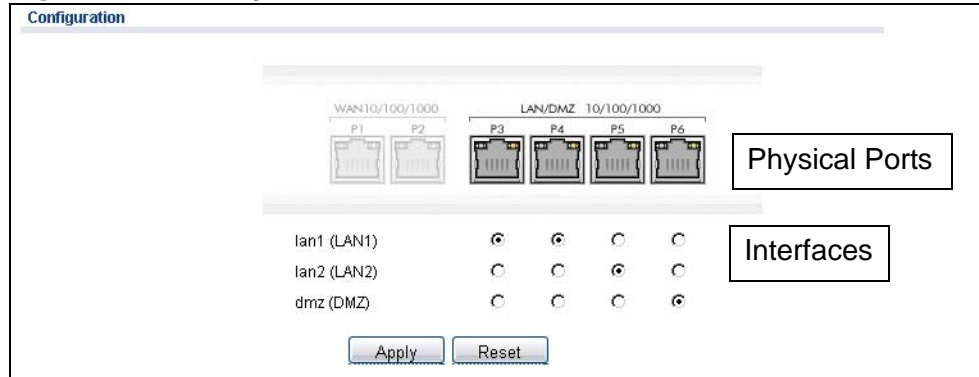 Configuration
WAN10/100/1000 LAN/DMZ 10/100/1000
P1 P2 P3 P4 P5 P6
Physical Ports
lan1 (LAN1)
Interfaces
lan2 (LAN2)
dmz (DMZ)
Apply Reset